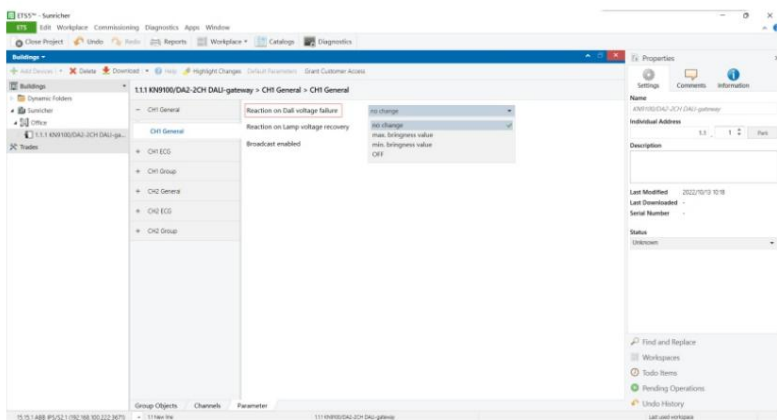 ETS5™ - Sunricher
ETS Edit Workplace Commissioning Diagnostics Apps Window
Close Project Undo Redo Reports Workplace Catalogs Diagnostics
Buildings
Add Devices Delete Download Help Highlight Changes Default Parameters Grant Customer Access
Buildings
Dynamic Folders
Sunricher
Office
1.1.1 KN9100/DA2-2CH DALI-ga...
Trades
1.1.1 KN9100/DA2-2CH DALI-gateway > CH1 General > CH1 General
CH1 General
CH1 General
CH1 ECG
CH1 Group
CH2 General
CH2 ECG
CH2 Group
Reaction on Dali voltage failure no change
Reaction on Lamp voltage recovery
Broadcast enabled
no change
max. bringness value
min. bringness value
OFF
Group Objects Channels Parameter
Properties
Settings Comments Information
Name
KN9100/DA2-2CH DALI-gateway
Individual Address
1.1 . 1 Park
Description
Last Modified 2022/10/13 10:18
Last Downloaded -
Serial Number -
Status
Unknown
Find and Replace
Workspaces
Todo Items
Pending Operations
Undo History
1.1 New line
1.1.1 KN9100/DA2-2CH DALI-gateway
Last used workspace